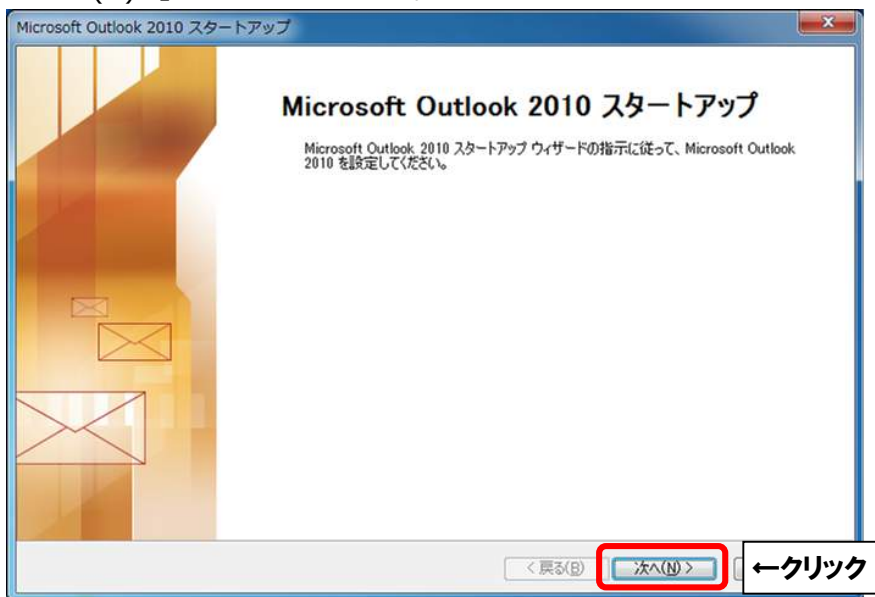 Microsoft Outlook 2010 スタートアップ
Microsoft Outlook 2010 スタートアップ
Microsoft Outlook 2010 スタートアップ ウィザードの指示に従って、Microsoft Outlook
2010 を設定してください。
< 戻る(B)
次へ(N) >
←クリック